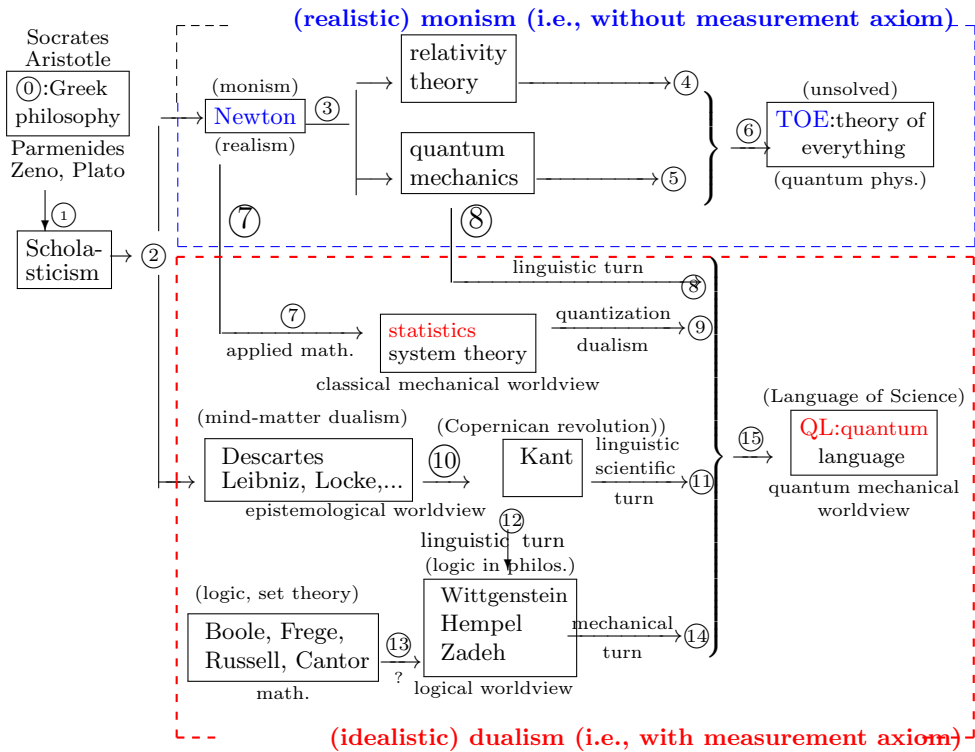 (realistic) monism (i.e., without measurement axiom)
Socrates
Aristotle
⓪:Greek
philosophy
Parmenides
Zeno, Plato
①
Schola-
sticism
②
(monism)
Newton
(realism)
③
relativity
theory
④
quantum
mechanics
⑤
⑥
(unsolved)
TOE:theory of
everything
(quantum phys.)
⑦
⑧
linguistic turn
⑧
⑦
applied math.
statistics
system theory
classical mechanical worldview
quantization
dualism
⑨
(mind-matter dualism)
Descartes
Leibniz, Locke,...
epistemological worldview
⑩
(Copernican revolution))
Kant
linguistic
scientific
turn
⑪
⑫
linguistic turn
(logic in philos.)
(logic, set theory)
Boole, Frege,
Russell, Cantor
math.
⑬
?
Wittgenstein
Hempel
Zadeh
logical worldview
mechanical
turn
⑭
⑮
(Language of Science)
QL:quantum
language
quantum mechanical
worldview
(idealistic) dualism (i.e., with measurement axiom)